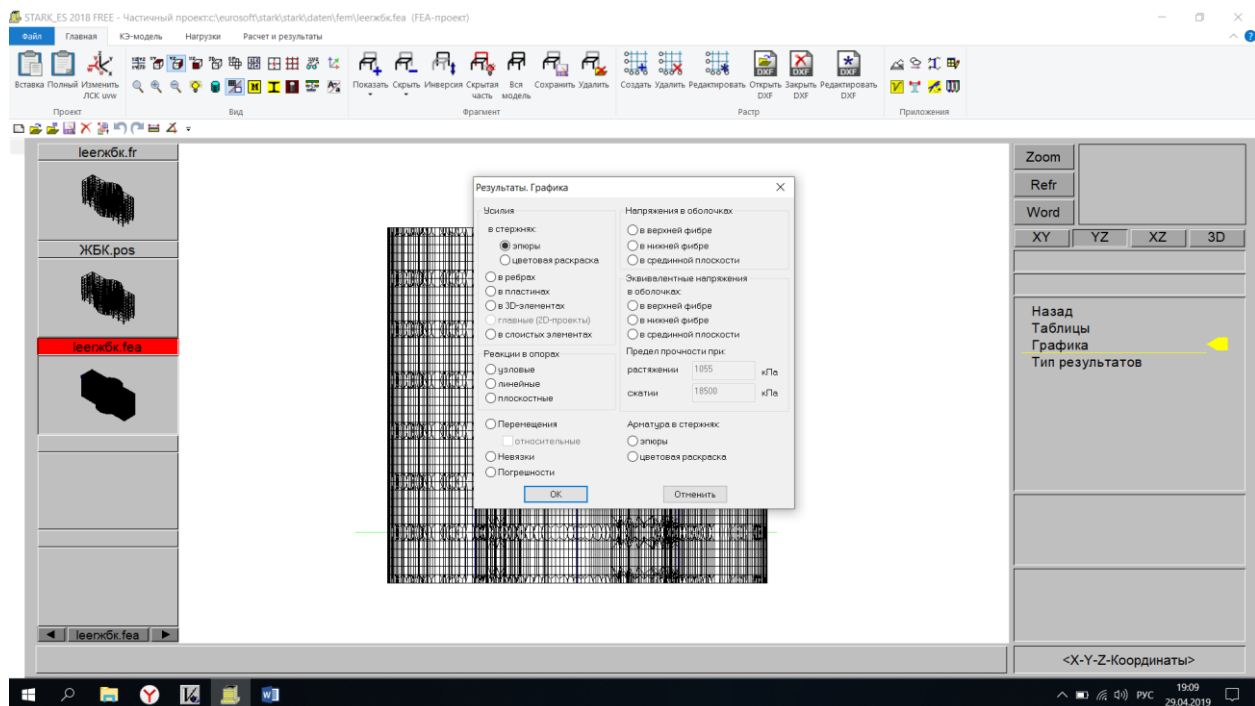 STARK_ES 2018 FREE - Частичный проект:c:\eurosoft\stark\stark\daten\fem\leerжбк.fea (FEA-проект)
Файл Главная КЭ-модель Нагрузки Расчет и результаты
Вставка Полный Изменить ЛСК uvw
Показать Скрыть Инверсия Скрытая часть Вся модель Сохранить Удалить
Создать Удалить Редактировать Открыть DXF Закрыть DXF Редактировать DXF
Проект Вид Фрагмент Растр Приложения
leerжбк.fr
ЖБК.pos
leerжбк.fea
leerжбк.fea
Результаты. Графика
Усилия
в стержнях:
эпюры
цветовая раскраска
в ребрах
в пластинах
в 3D-элементах
главные (2D-проекты)
в слоистых элементах
Реакции в опорах
узловые
линейные
плоскостные
Перемещения
относительные
Невязки
Погрешности
Напряжения в оболочках
в верхней фибре
в нижней фибре
в срединной плоскости
Эквивалентные напряжения
в оболочках:
в верхней фибре
в нижней фибре
в срединной плоскости
Предел прочности при:
растяжении 1055 кПа
сжатии 18500 кПа
Арматура в стержнях:
эпюры
цветовая раскраска
OK Отменить
Zoom
Refr
Word
XY YZ XZ 3D
Назад
Таблицы
Графика
Тип результатов
<X-Y-Z-Координаты>
РУС 19:09
29.04.2019